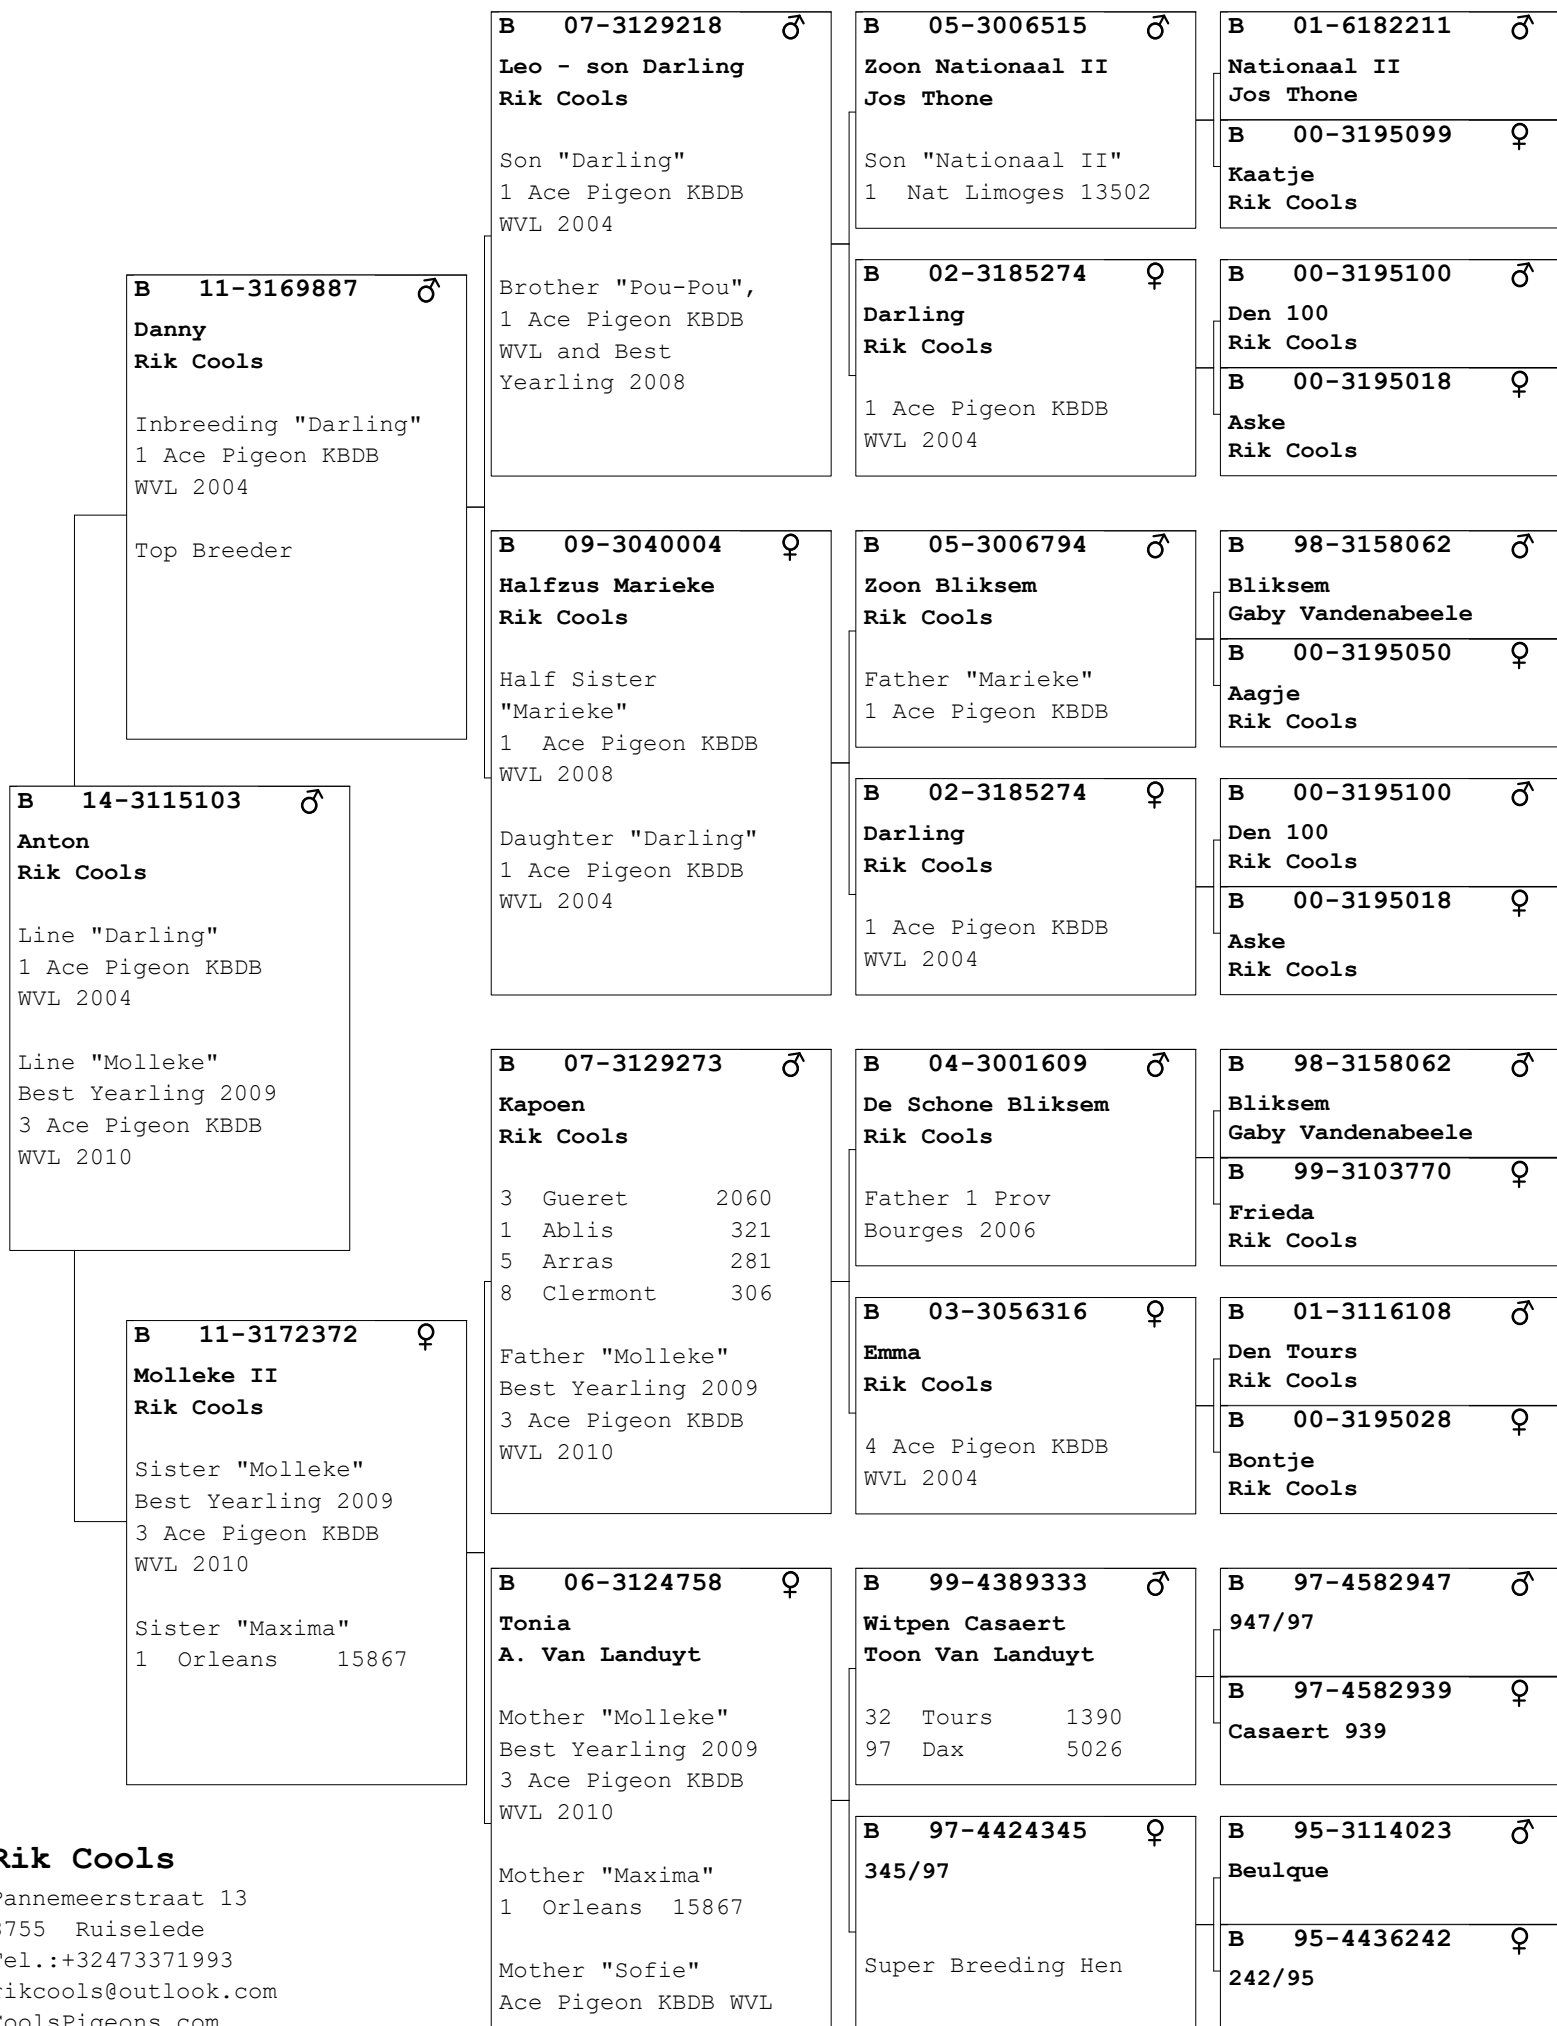 B 14-3115103 ♂
Anton
Rik Cools
Line "Darling"
1 Ace Pigeon KBDB
WVL 2004
Line "Molleke"
Best Yearling 2009
3 Ace Pigeon KBDB
WVL 2010
B 11-3169887 ♂
Danny
Rik Cools
Inbreeding "Darling"
1 Ace Pigeon KBDB
WVL 2004
Top Breeder
B 11-3172372 ♀
Molleke II
Rik Cools
Sister "Molleke"
Best Yearling 2009
3 Ace Pigeon KBDB
WVL 2010
Sister "Maxima"
1 Orleans 15867
B 07-3129218 ♂
Leo - son Darling
Rik Cools
Son "Darling"
1 Ace Pigeon KBDB
WVL 2004
Brother "Pou-Pou",
1 Ace Pigeon KBDB
WVL and Best
Yearling 2008
B 09-3040004 ♀
Halfzus Marieke
Rik Cools
Half Sister
"Marieke"
1 Ace Pigeon KBDB
WVL 2008
Daughter "Darling"
1 Ace Pigeon KBDB
WVL 2004
B 07-3129273 ♂
Kapoen
Rik Cools
3 Gueret 2060
1 Ablis 321
5 Arras 281
8 Clermont 306
Father "Molleke"
Best Yearling 2009
3 Ace Pigeon KBDB
WVL 2010
B 06-3124758 ♀
Tonia
A. Van Landuyt
Mother "Molleke"
Best Yearling 2009
3 Ace Pigeon KBDB
WVL 2010
Mother "Maxima"
1 Orleans 15867
Mother "Sofie"
Ace Pigeon KBDB WVL
B 05-3006515 ♂
Zoon Nationaal II
Jos Thone
Son "Nationaal II"
1 Nat Limoges 13502
B 02-3185274 ♀
Darling
Rik Cools
1 Ace Pigeon KBDB
WVL 2004
B 05-3006794 ♂
Zoon Bliksem
Rik Cools
Father "Marieke"
1 Ace Pigeon KBDB
B 02-3185274 ♀
Darling
Rik Cools
1 Ace Pigeon KBDB
WVL 2004
B 04-3001609 ♂
De Schone Bliksem
Rik Cools
Father 1 Prov
Bourges 2006
B 03-3056316 ♀
Emma
Rik Cools
4 Ace Pigeon KBDB
WVL 2004
B 99-4389333 ♂
Witpen Casaert
Toon Van Landuyt
32 Tours 1390
97 Dax 5026
B 97-4424345 ♀
345/97
Super Breeding Hen
B 01-6182211 ♂
Nationaal II
Jos Thone
B 00-3195099 ♀
Kaatje
Rik Cools
B 00-3195100 ♂
Den 100
Rik Cools
B 00-3195018 ♀
Aske
Rik Cools
B 98-3158062 ♂
Bliksem
Gaby Vandenabeele
B 00-3195050 ♀
Aagje
Rik Cools
B 00-3195100 ♂
Den 100
Rik Cools
B 00-3195018 ♀
Aske
Rik Cools
B 98-3158062 ♂
Bliksem
Gaby Vandenabeele
B 99-3103770 ♀
Frieda
Rik Cools
B 01-3116108 ♂
Den Tours
Rik Cools
B 00-3195028 ♀
Bontje
Rik Cools
B 97-4582947 ♂
947/97
B 97-4582939 ♀
Casaert 939
B 95-3114023 ♂
Beulque
B 95-4436242 ♀
242/95
Rik Cools
Pannemeerstraat 13
8755 Ruiselede
Tel.:+32473371993
rikcools@outlook.com
CoolsPigeons.com